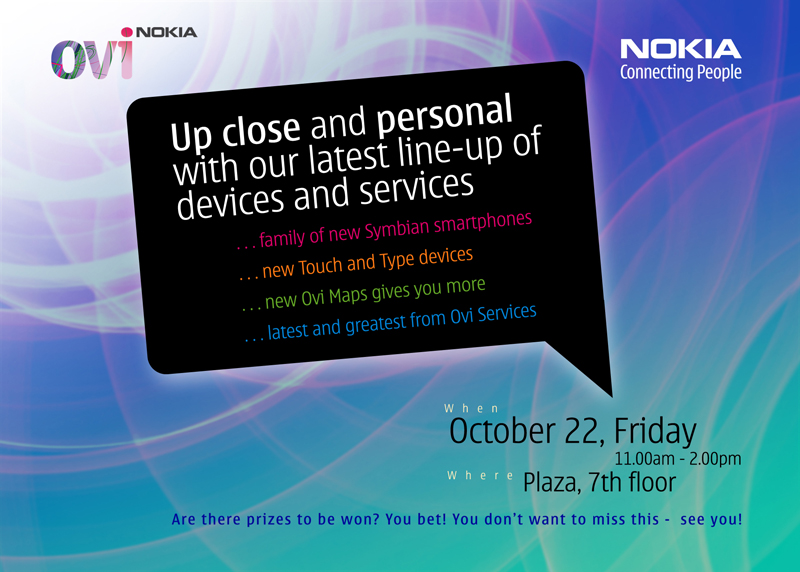 ovi NOKIA
NOKIA
Connecting People
Up close and personal
with our latest line-up of
devices and services
...family of new Symbian smartphones
...new Touch and Type devices
...new Ovi Maps gives you more
...latest and greatest from Ovi Services
When
October 22, Friday
11.00am - 2.00pm
Where
Plaza, 7th floor
Are there prizes to be won? You bet! You don't want to miss this - see you!